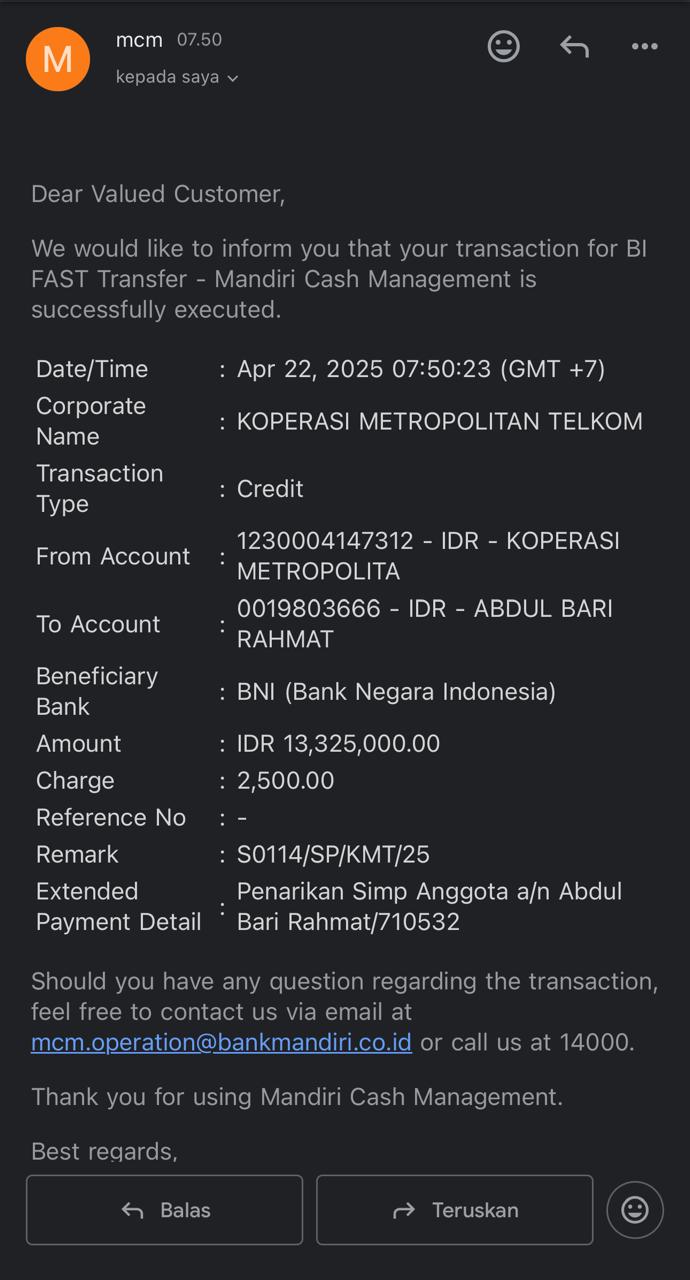 M
mcm 07.50
kepada saya
Dear Valued Customer,
We would like to inform you that your transaction for BI
FAST Transfer - Mandiri Cash Management is
successfully executed.
Date/Time : Apr 22, 2025 07:50:23 (GMT +7)
Corporate
Name : KOPERASI METROPOLITAN TELKOM
Transaction
Type : Credit
From Account : 1230004147312 - IDR - KOPERASI
METROPOLITA
To Account : 0019803666 - IDR - ABDUL BARI
RAHMAT
Beneficiary
Bank : BNI (Bank Negara Indonesia)
Amount : IDR 13,325,000.00
Charge : 2,500.00
Reference No : -
Remark : S0114/SP/KMT/25
Extended
Payment Detail : Penarikan Simp Anggota a/n Abdul
Bari Rahmat/710532
Should you have any question regarding the transaction,
feel free to contact us via email at
mcm.operation@bankmandiri.co.id or call us at 14000.
Thank you for using Mandiri Cash Management.
Best regards,
Balas
Teruskan